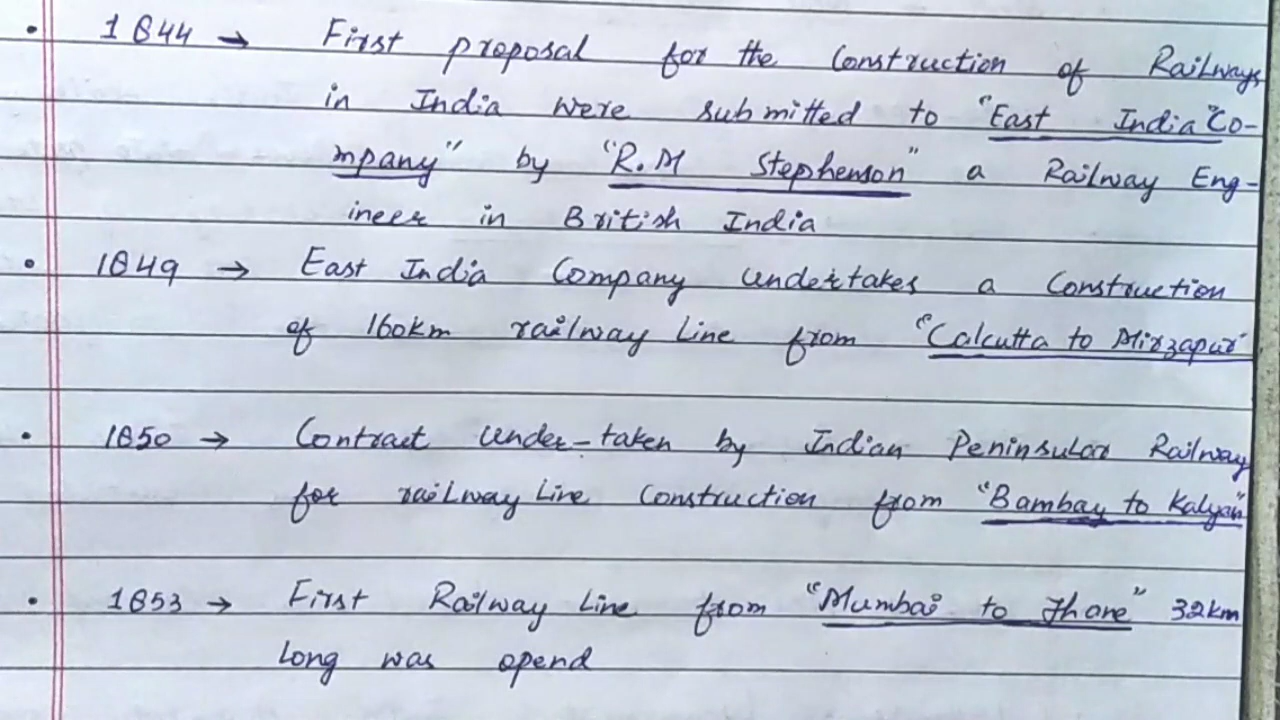 • 1844 → First proposal for the Construction of Railways
in India were submitted to "East India "Co-
mpany" by "R.M Stephenson" a Railway Eng-
ineer in British India
• 1849 → East India Company undertakes a Construction
of 160km railway Line from "Calcutta to Mirzapur"
• 1850 → Contract under-taken by Indian Peninsular Railway
for railway Line Construction from "Bambay to Kalyan"
• 1853 → First Railway Line from "Mumbai to Thane" 32km
Long was opend